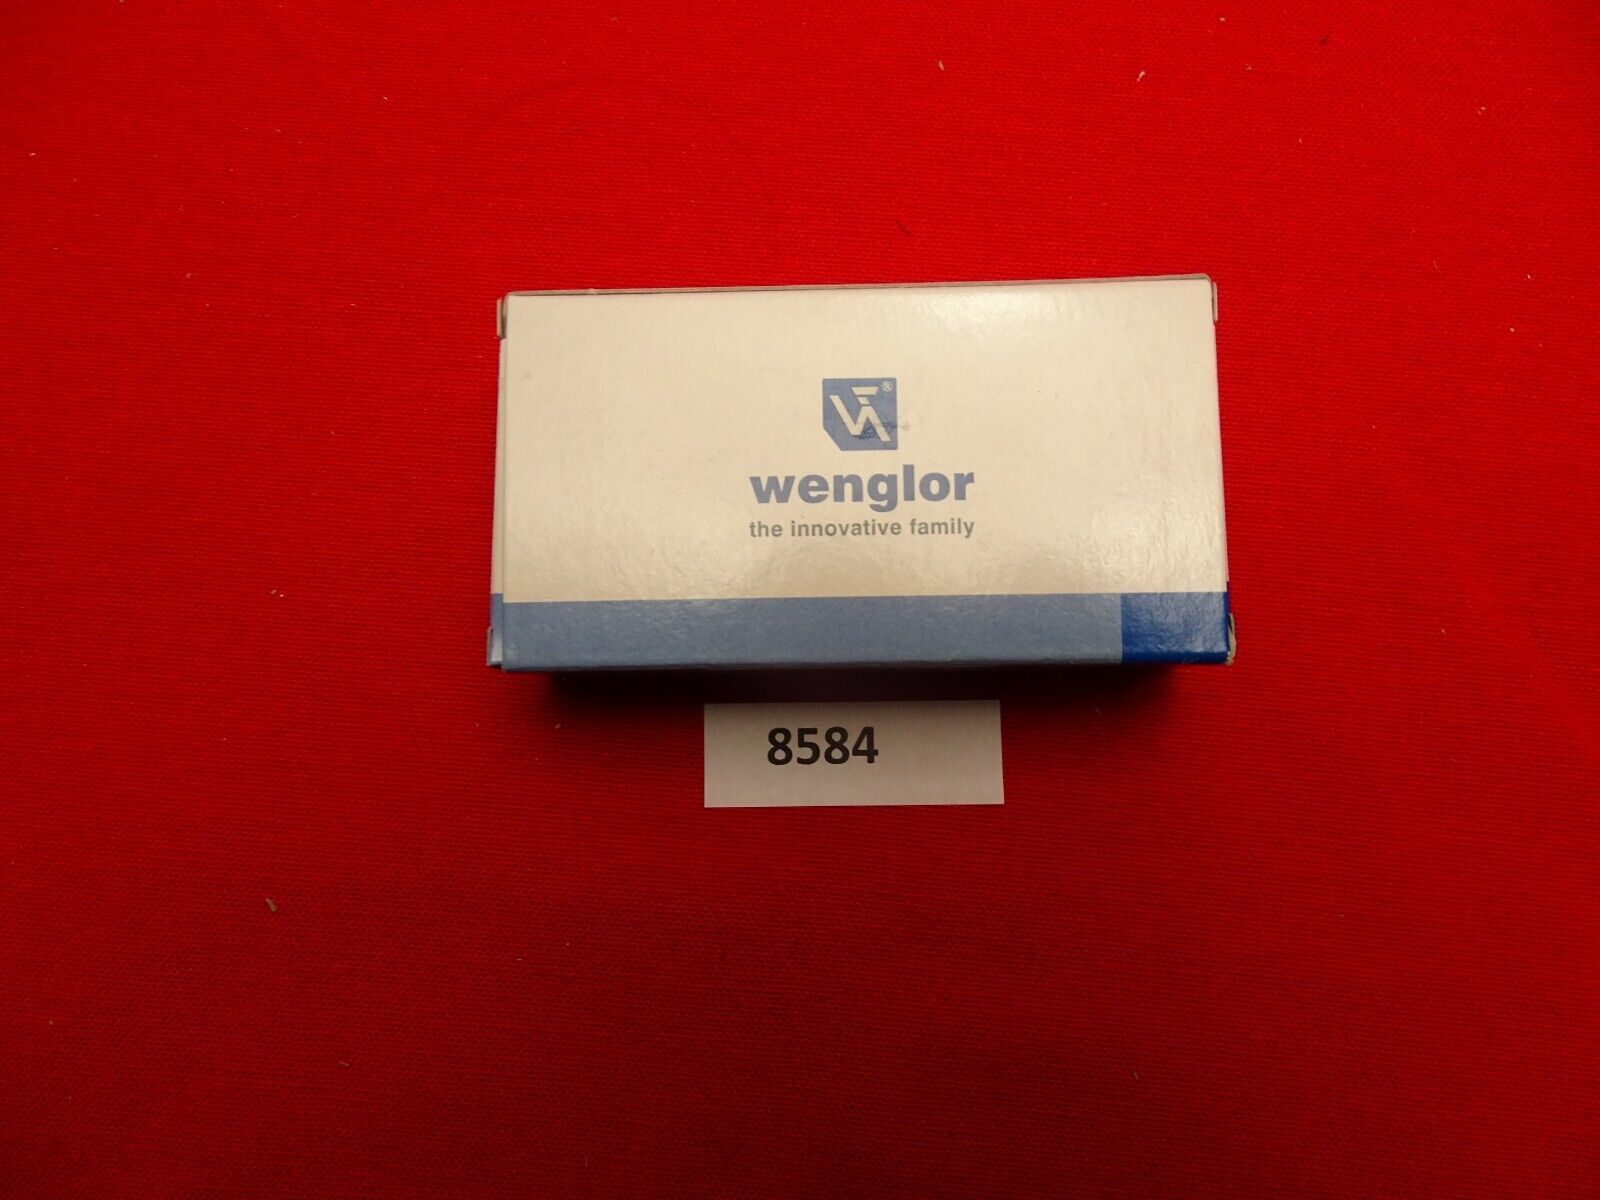 ®
wenglor
the innovative family
8584